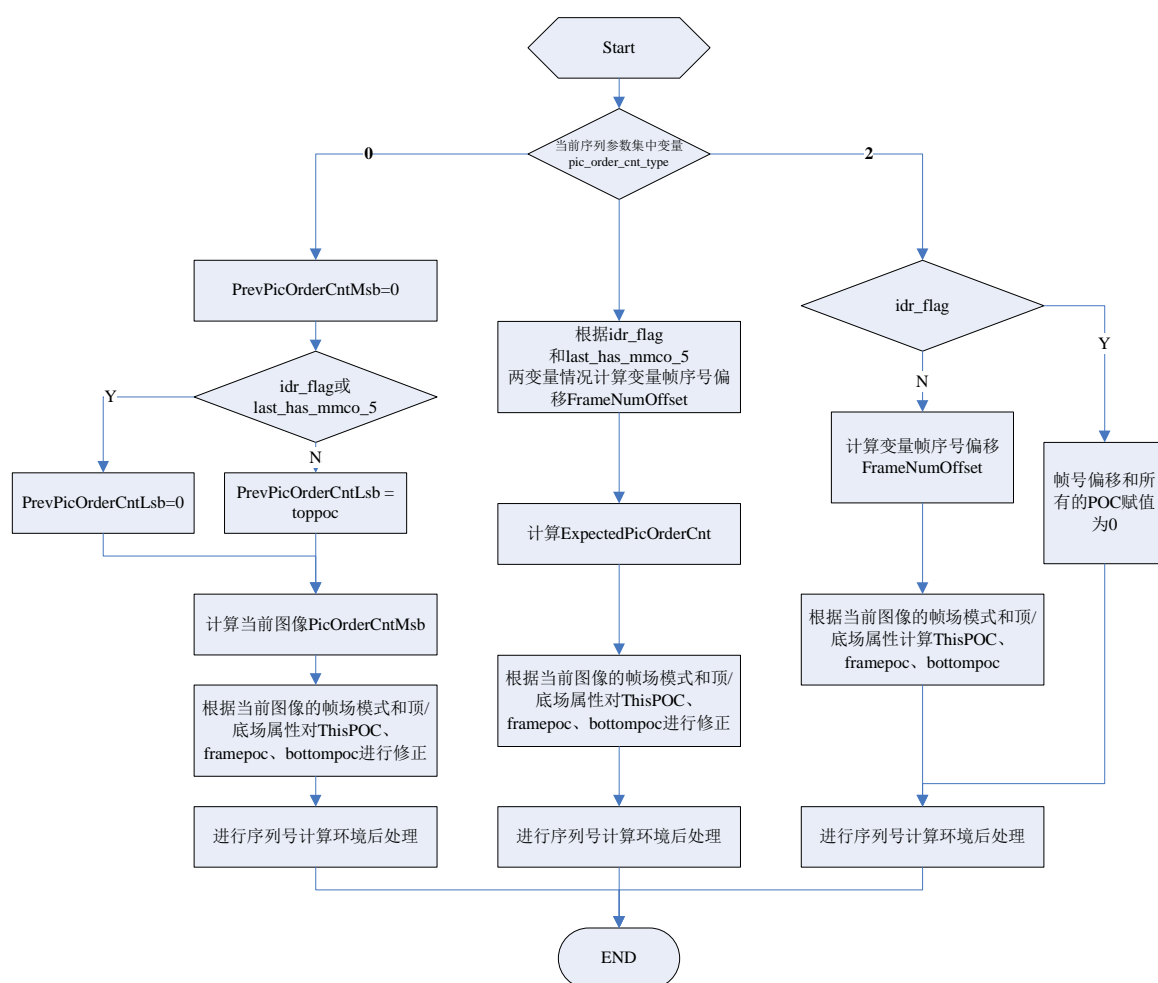 Start
当前序列参数集中变量
pic_order_cnt_type
0
2
PrevPicOrderCntMsb=0
idr_flag或
last_has_mmco_5
Y
N
PrevPicOrderCntLsb=0
PrevPicOrderCntLsb =
toppoc
计算当前图像PicOrderCntMsb
根据当前图像的帧场模式和顶/
底场属性对ThisPOC、
framepoc、bottompoc进行修正
进行序列号计算环境后处理
根据idr_flag
和last_has_mmco_5
两变量情况计算变量帧序号偏
移FrameNumOffset
计算ExpectedPicOrderCnt
根据当前图像的帧场模式和顶/
底场属性对ThisPOC、
framepoc、bottompoc进行修正
进行序列号计算环境后处理
idr_flag
Y
N
计算变量帧序号偏移
FrameNumOffset
帧号偏移和所
有的POC赋值
为0
根据当前图像的帧场模式和顶/
底场属性计算ThisPOC、
framepoc、bottompoc
进行序列号计算环境后处理
END